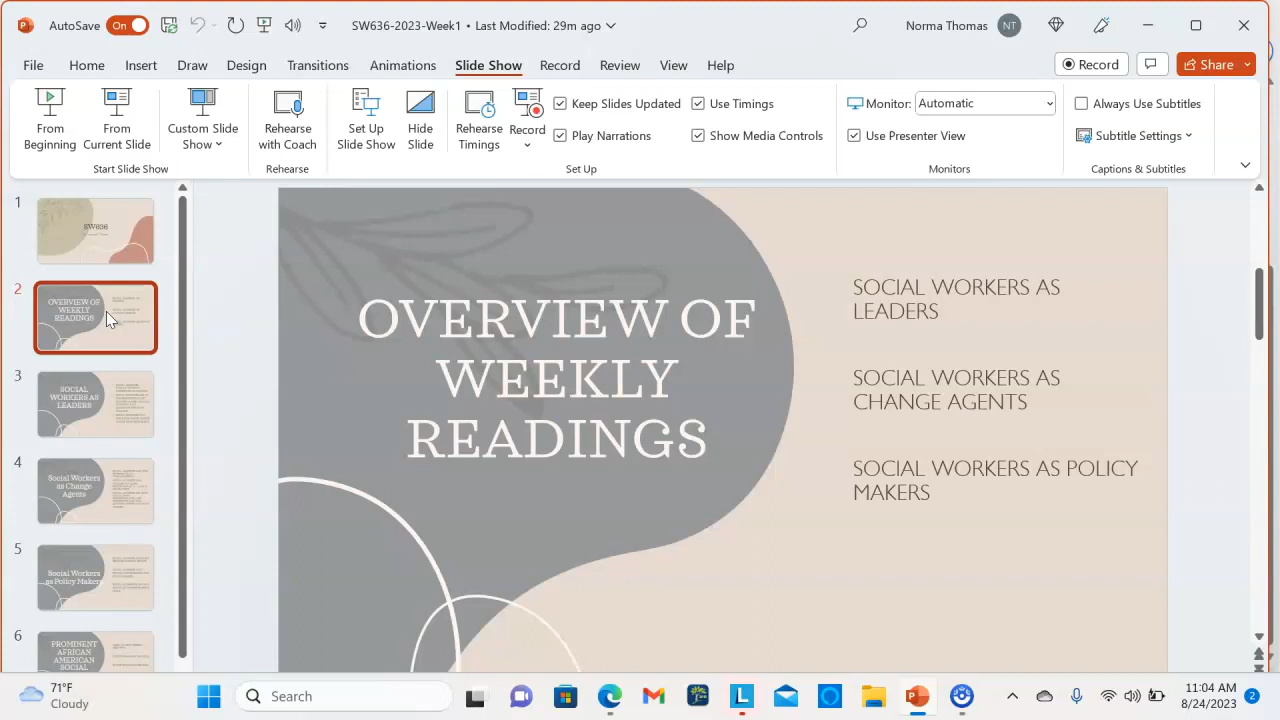 AutoSave On SW636-2023-Week1 • Last Modified: 29m ago Norma Thomas NT
File Home Insert Draw Design Transitions Animations Slide Show Record Review View Help Record Share
From Beginning
From Current Slide
Custom Slide Show
Rehearse with Coach
Set Up Slide Show
Hide Slide
Rehearse Timings
Record
Keep Slides Updated Use Timings
Play Narrations Show Media Controls
Monitor: Automatic
Use Presenter View
Always Use Subtitles
Subtitle Settings
Start Slide Show Rehearse Set Up Monitors Captions & Subtitles
1
SW636
2
OVERVIEW OF
WEEKLY
READINGS
3
SOCIAL
WORKERS AS
LEADERS
4
Social Workers
as Change
Agents
5
Social Workers
as Policy Makers
6
PROMINENT
AFRICAN
AMERICAN
SOCIAL
OVERVIEW OF
WEEKLY
READINGS
SOCIAL WORKERS AS
LEADERS
SOCIAL WORKERS AS
CHANGE AGENTS
SOCIAL WORKERS AS POLICY
MAKERS
71°F
Cloudy
Search
11:04 AM
8/24/2023
2